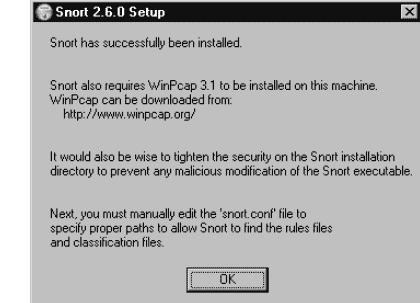 Snort 2.6.0 Setup
Snort has successfully been installed.
Snort also requires WinPcap 3.1 to be installed on this machine.
WinPcap can be downloaded from:
http://www.winpcap.org/
It would also be wise to tighten the security on the Snort installation
directory to prevent any malicious modification of the Snort executable.
Next, you must manually edit the 'snort.conf' file to
specify proper paths to allow Snort to find the rules files
and classification files.
OK